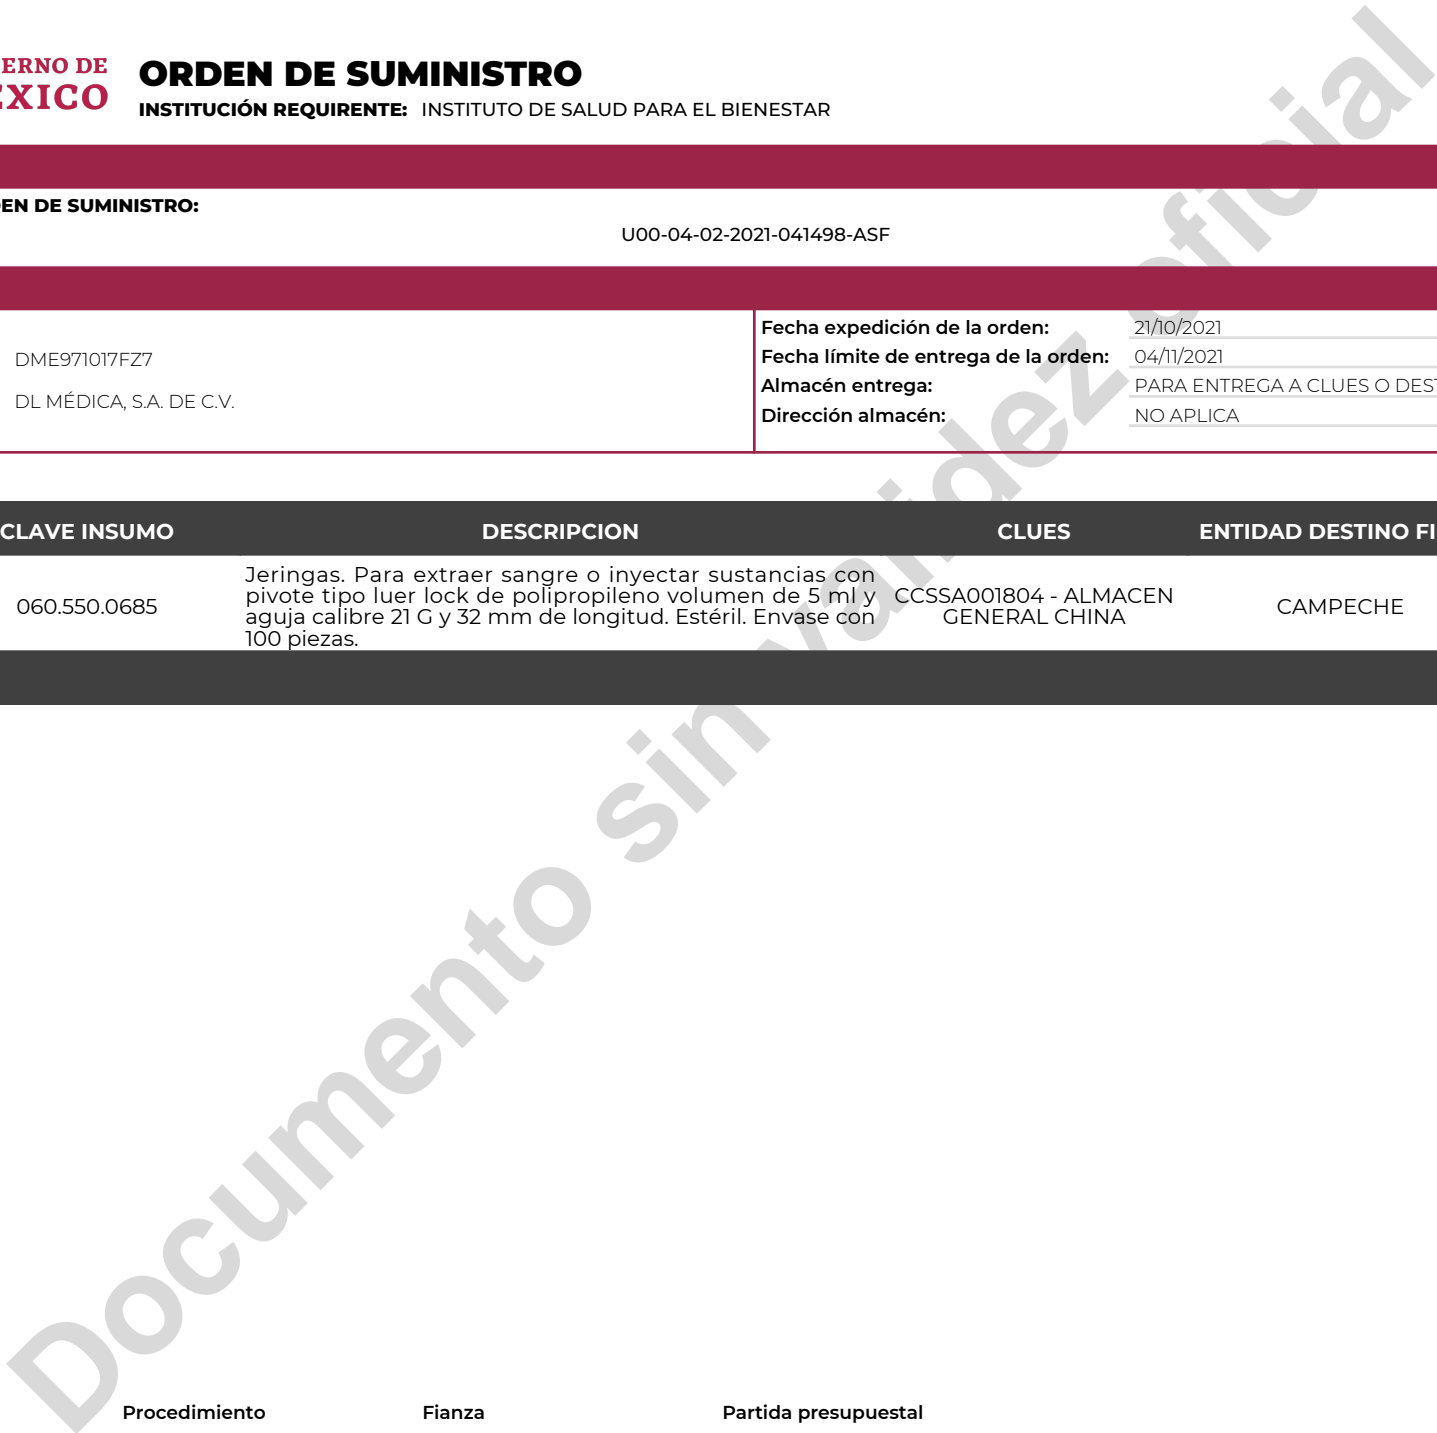 ERNO DE
EXICO
ORDEN DE SUMINISTRO
INSTITUCIÓN REQUIRENTE: INSTITUTO DE SALUD PARA EL BIENESTAR
EN DE SUMINISTRO:
U00-04-02-2021-041498-ASF
DME971017FZ7
DL MÉDICA, S.A. DE C.V.
Fecha expedición de la orden: 21/10/2021
Fecha límite de entrega de la orden: 04/11/2021
Almacén entrega: PARA ENTREGA A CLUES O DEST
Dirección almacén: NO APLICA
CLAVE INSUMO DESCRIPCION CLUES ENTIDAD DESTINO FI
060.550.0685
Jeringas. Para extraer sangre o inyectar sustancias con
pivote tipo luer lock de polipropileno volumen de 5 ml y
aguja calibre 21 G y 32 mm de longitud. Estéril. Envase con
100 piezas.
CCSSA001804 - ALMACEN
GENERAL CHINA
CAMPECHE
Documento sin validez oficial
Procedimiento Fianza Partida presupuestal